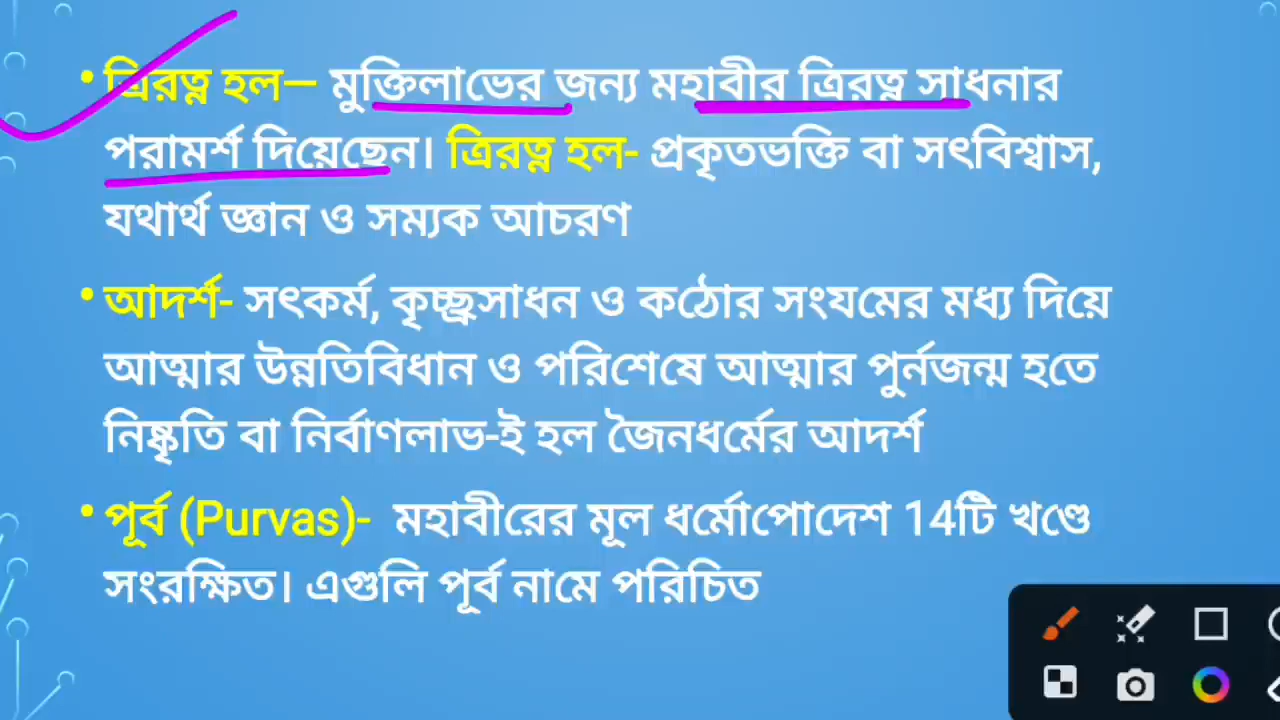 • ত্রিরত্ন হল— মুক্তিলাভের জন্য মহাবীর ত্রিরত্ন সাধনার
পরামর্শ দিয়েছেন। ত্রিরত্ন হল- প্রকৃতভক্তি বা সৎবিশ্বাস,
যথার্থ জ্ঞান ও সম্যক আচরণ
• আদর্শ- সৎকর্ম, কৃচ্ছ্রসাধন ও কঠোর সংযমের মধ্য দিয়ে
আত্মার উন্নতিবিধান ও পরিশেষে আত্মার পুর্নজন্ম হতে
নিষ্কৃতি বা নির্বাণলাভ-ই হল জৈনধর্মের আদর্শ
• পূর্ব (Purvas)- মহাবীরের মূল ধর্মোপোদেশ 14টি খণ্ডে
সংরক্ষিত। এগুলি পূর্ব নামে পরিচিত